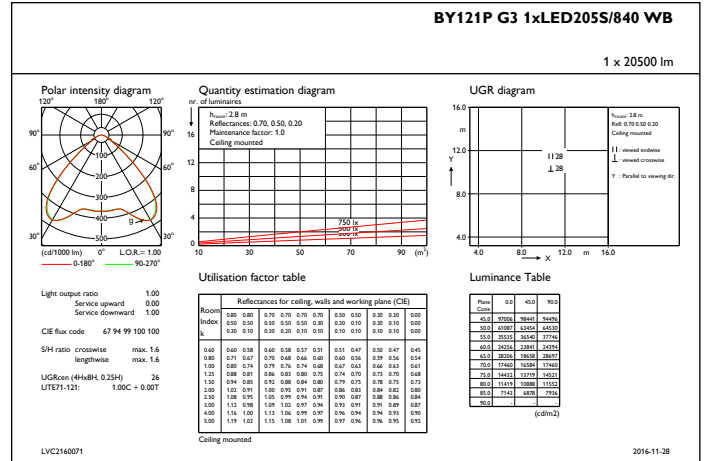 BY121P G3 1xLED205S/840 WB
1 x 20500 lm
Polar intensity diagram
120° 180° 120°
90° 90°
60° 60°
30° 30°
100
200
300
400
500
g
(cd/1000 lm) 0° L.O.R.= 1.00
0-180° 90-270°
Quantity estimation diagram
nr. of luminaires
hroom: 2.8 m
Reflectances: 0.70, 0.50, 0.20
Maintenance factor: 1.0
Ceiling mounted
16
12
8
4
0
750 lx
500 lx
10 30 50 70 90 (m²)
UGR diagram
16.0
m
12.0
Y
8.0
4.0
4.0 8.0 12.0 m 16.0
X
28
28
hroom: 2.8 m
Refl: 0.70 0.50 0.20
Ceiling mounted
: viewed endwise
: viewed crosswise
Y : Parallel to viewing dir.
Light output ratio 1.00
Service upward 0.00
Service downward 1.00
CIE flux code 67 94 99 100 100
S/H ratio crosswise max. 1.6
lengthwise max. 1.6
UGRcen (4Hx8H, 0.25H) 26
UTE71-121: 1.00C + 0.00T
Utilisation factor table
Room Index k
Reflectances for ceiling, walls and working plane (CIE)
0.80 0.80 0.70 0.70 0.70 0.70 0.50 0.50 0.30 0.30 0.00
0.50 0.50 0.50 0.50 0.50 0.30 0.30 0.10 0.30 0.10 0.00
0.30 0.10 0.30 0.20 0.10 0.10 0.10 0.10 0.10 0.10 0.00
0.60 0.60 0.58 0.60 0.58 0.57 0.51 0.51 0.47 0.50 0.47 0.45
0.80 0.71 0.67 0.70 0.68 0.66 0.60 0.60 0.56 0.59 0.56 0.54
1.00 0.80 0.74 0.79 0.76 0.74 0.68 0.67 0.63 0.66 0.63 0.61
1.25 0.88 0.81 0.86 0.83 0.80 0.75 0.74 0.70 0.73 0.70 0.68
1.50 0.94 0.85 0.92 0.88 0.84 0.80 0.79 0.75 0.78 0.75 0.73
2.00 1.02 0.91 1.00 0.95 0.91 0.87 0.86 0.83 0.84 0.82 0.80
2.50 1.08 0.95 1.05 0.99 0.94 0.91 0.90 0.87 0.88 0.86 0.84
3.00 1.12 0.98 1.09 1.02 0.97 0.94 0.93 0.91 0.91 0.89 0.87
4.00 1.16 1.00 1.13 1.06 0.99 0.97 0.96 0.94 0.94 0.93 0.90
5.00 1.19 1.02 1.15 1.08 1.01 0.99 0.97 0.96 0.96 0.95 0.92
Ceiling mounted
Luminance Table
Plane Cone 0.0 45.0 90.0
45.0 97006 98441 94496
50.0 61087 63454 64530
55.0 35535 36540 37746
60.0 24256 23841 24394
65.0 28206 18658 28697
70.0 17460 16584 17460
75.0 14432 13719 14521
80.0 11419 10888 11552
85.0 7143 6878 7936
90.0 - - -
(cd/m2)
LVC2160071
2016-11-28